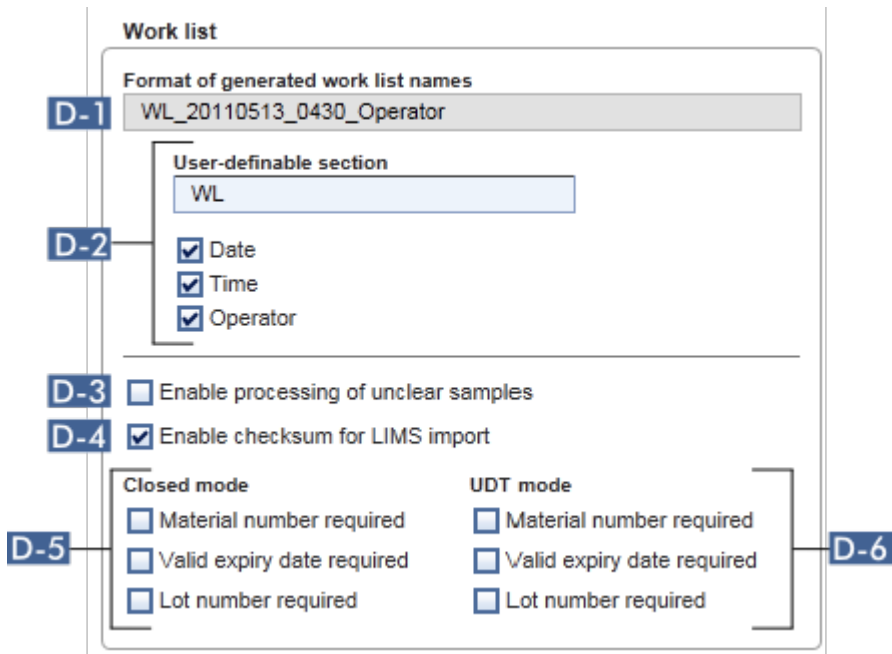 Work list
Format of generated work list names
D-1 WL_20110513_0430_Operator
User-definable section
WL
D-2
Date
Time
Operator
D-3 Enable processing of unclear samples
D-4 Enable checksum for LIMS import
Closed mode UDT mode
Material number required Material number required
D-5 Valid expiry date required Valid expiry date required D-6
Lot number required Lot number required